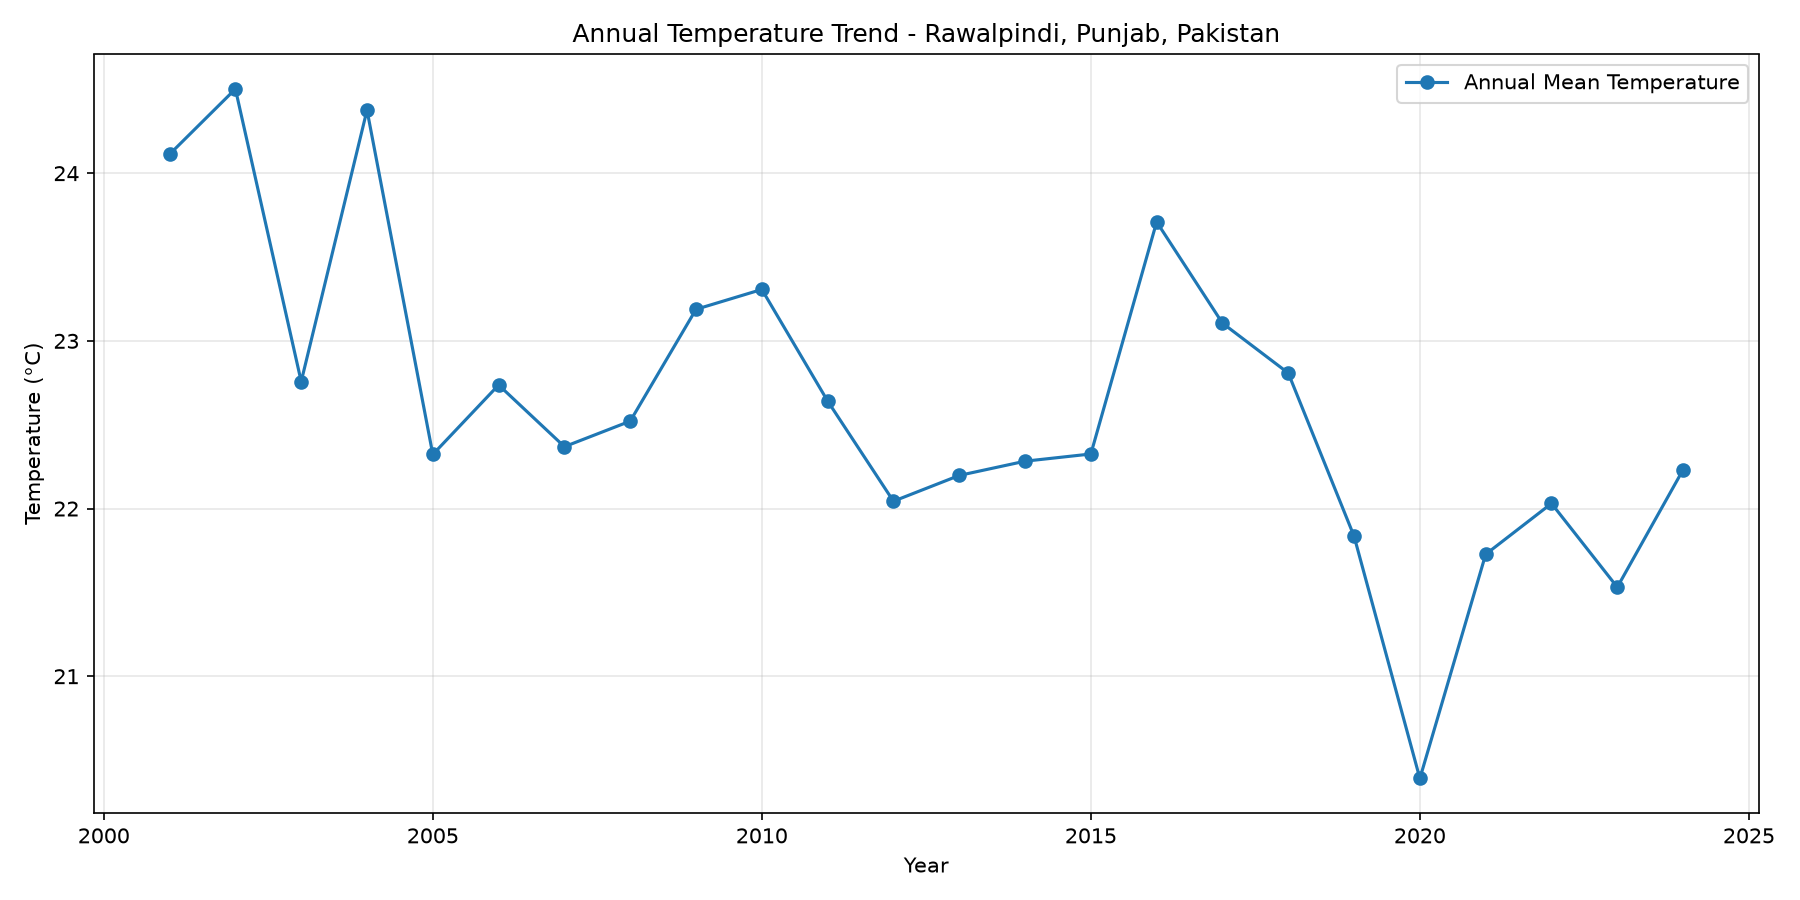 Annual Temperature Trend - Rawalpindi, Punjab, Pakistan
Annual Mean Temperature
Temperature (°C)
24
23
22
21
2000 2005 2010 2015 2020 2025
Year